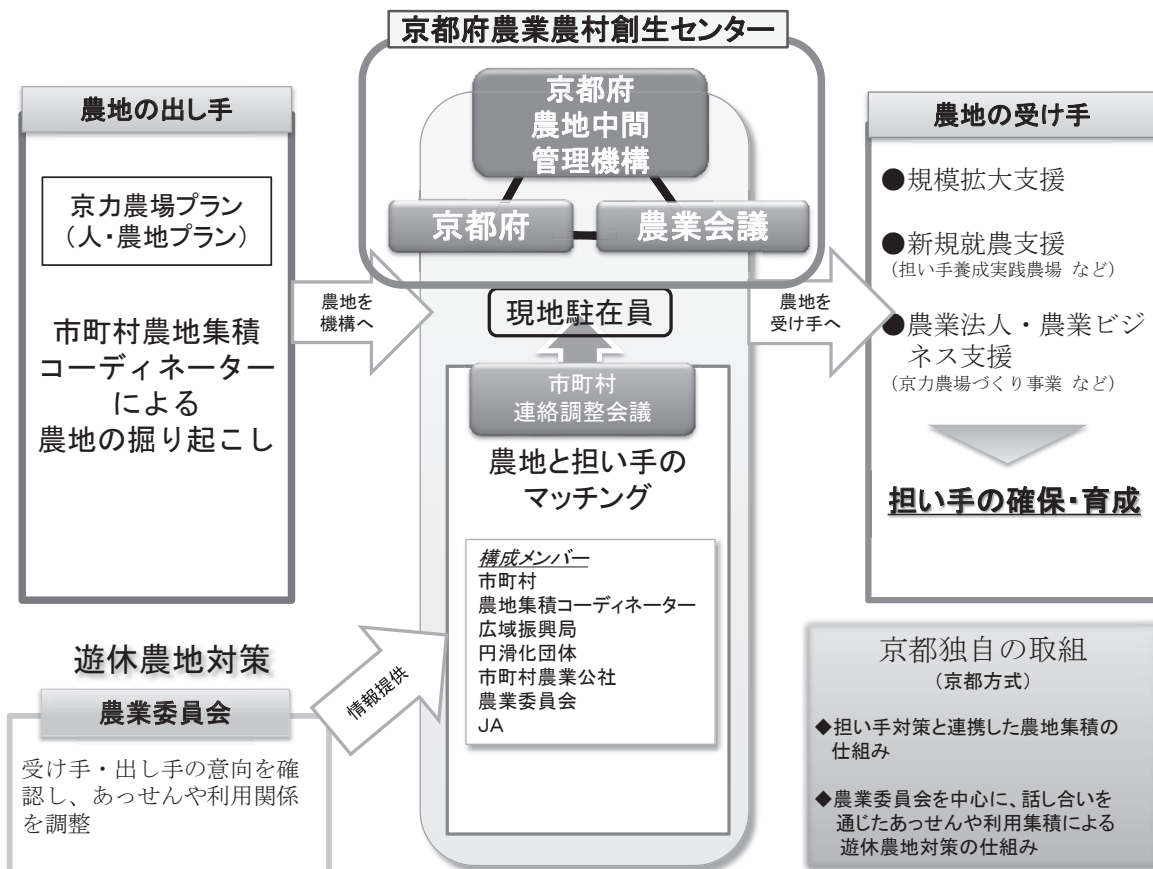 京都府農業農村創生センター
京都府
農地中間
管理機構
京都府
農業会議
農地の出し手
京力農場プラン
（人・農地プラン）
市町村農地集積
コーディネーター
による
農地の掘り起こし
農地を
機構へ
現地駐在員
市町村
連絡調整会議
農地と担い手の
マッチング
構成メンバー
市町村
農地集積コーディネーター
広域振興局
円滑化団体
市町村農業公社
農業委員会
JA
農地を
受け手へ
農地の受け手
●規模拡大支援
●新規就農支援
（担い手養成実践農場 など）
●農業法人・農業ビジ
ネス支援
（京力農場づくり事業 など）
担い手の確保・育成
遊休農地対策
農業委員会
受け手・出し手の意向を確
認し、あっせんや利用関係
を調整
情報提供
京都独自の取組
（京都方式）
◆担い手対策と連携した農地集積の
仕組み
◆農業委員会を中心に、話し合いを
通じたあっせんや利用集積による
遊休農地対策の仕組み